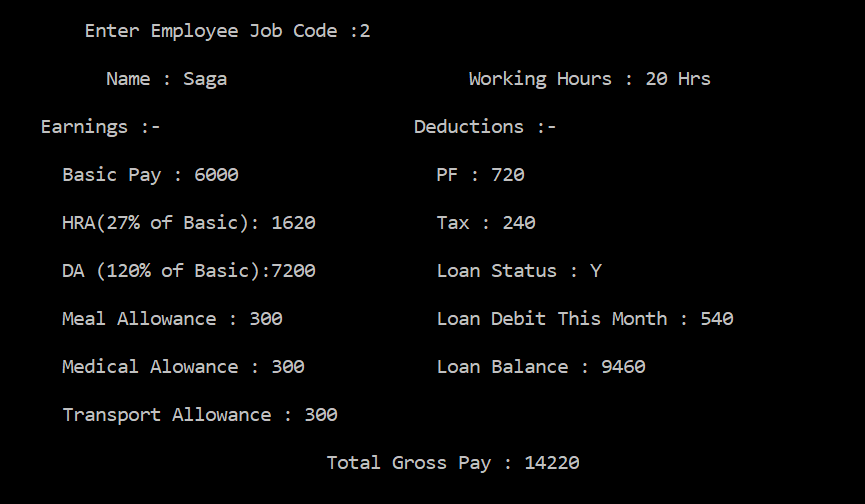 Enter Employee Job Code :2
Name : Saga Working Hours : 20 Hrs
Earnings :- Deductions :-
Basic Pay : 6000 PF : 720
HRA(27% of Basic): 1620 Tax : 240
DA (120% of Basic):7200 Loan Status : Y
Meal Allowance : 300 Loan Debit This Month : 540
Medical Alowance : 300 Loan Balance : 9460
Transport Allowance : 300
Total Gross Pay : 14220